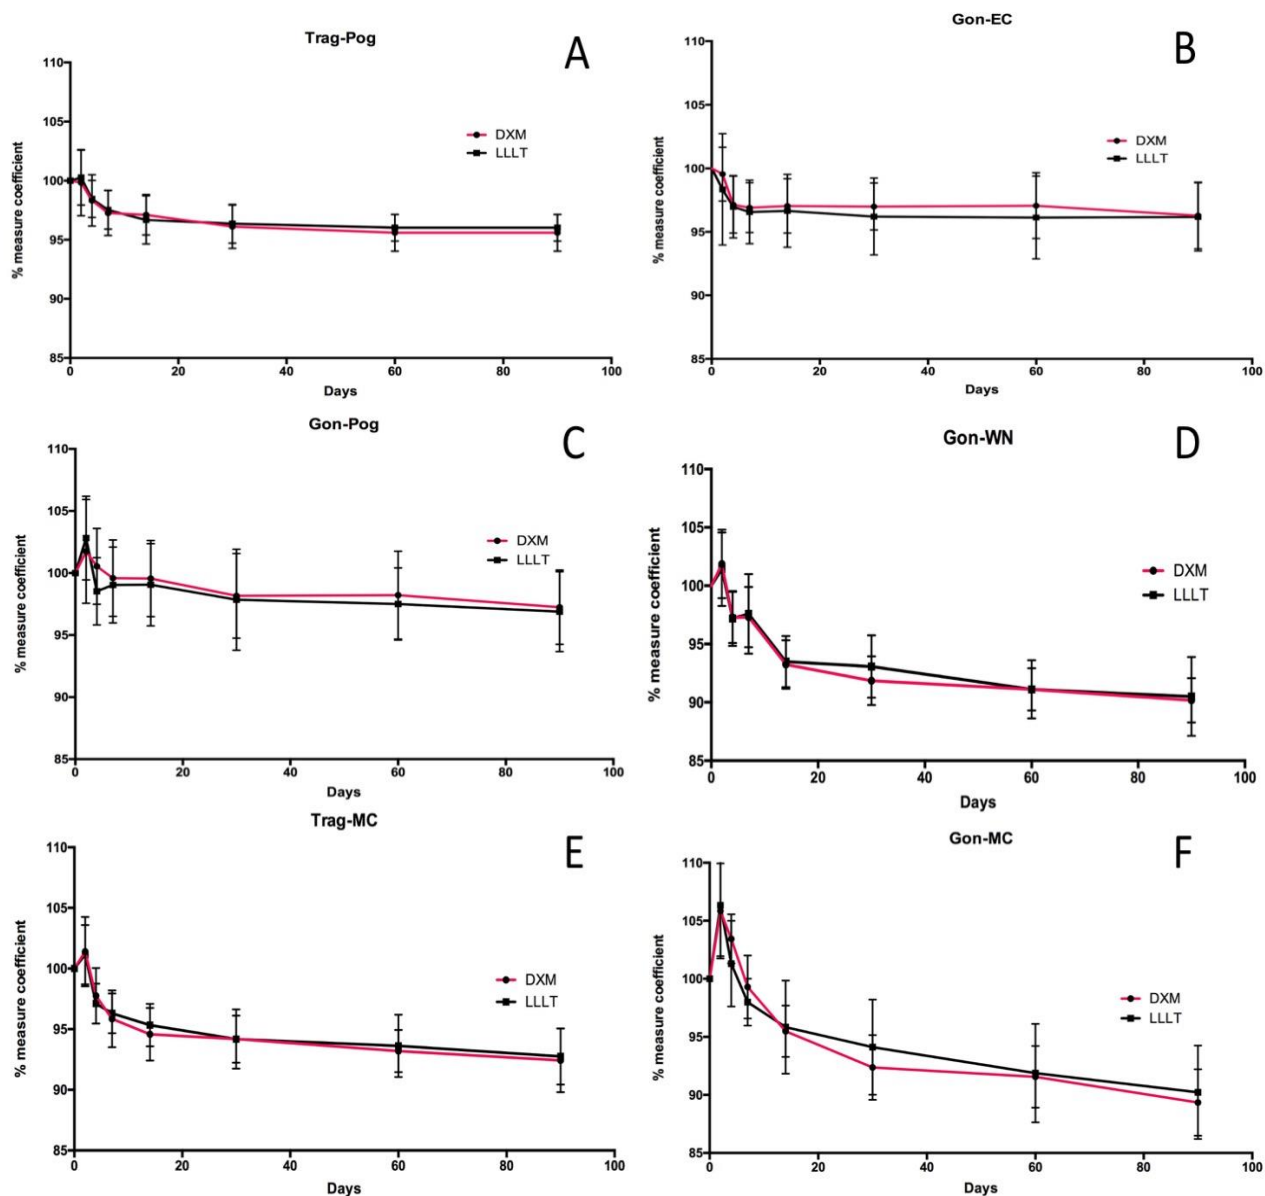 Trag-Pog
A
110
105
100
95
90
85
% measure coefficient
DXM
LLLT
0 20 40 60 80 100
Days
Gon-EC
B
110
105
100
95
90
85
% measure coefficient
DXM
LLLT
0 20 40 60 80 100
Days
Gon-Pog
C
110
105
100
95
90
85
% measure coefficient
DXM
LLLT
0 20 40 60 80 100
Days
Gon-WN
D
110
105
100
95
90
85
% measure coefficient
DXM
LLLT
0 20 40 60 80 100
Days
Trag-MC
E
110
105
100
95
90
85
% measure coefficient
DXM
LLLT
0 20 40 60 80 100
Days
Gon-MC
F
110
105
100
95
90
85
% measure coefficient
DXM
LLLT
0 20 40 60 80 100
Days